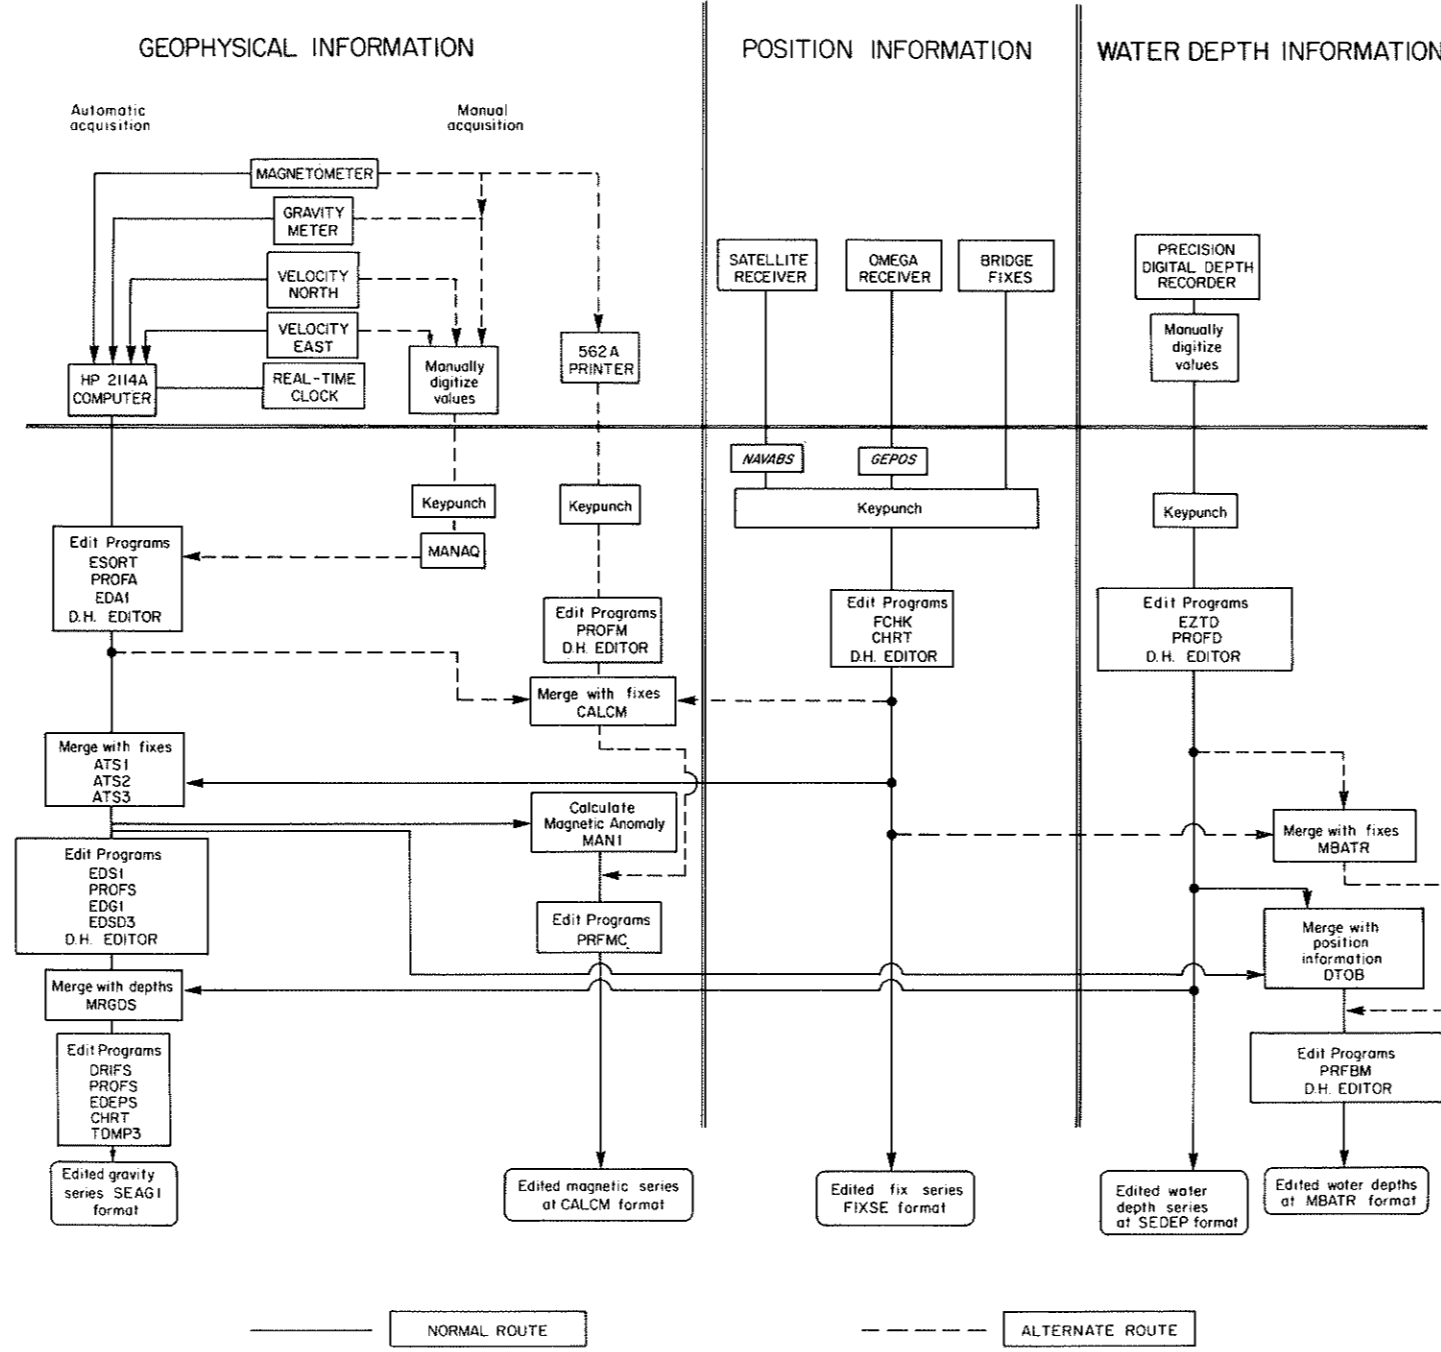 GEOPHYSICAL INFORMATION
POSITION INFORMATION
WATER DEPTH INFORMATION
Automatic
acquisition
Manual
acquisition
MAGNETOMETER
GRAVITY
METER
VELOCITY
NORTH
VELOCITY
EAST
HP 2114A
COMPUTER
REAL-TIME
CLOCK
Manually
digitize
values
562A
PRINTER
SATELLITE
RECEIVER
OMEGA
RECEIVER
BRIDGE
FIXES
PRECISION
DIGITAL DEPTH
RECORDER
Manually
digitize
values
NAVABS
GEPOS
Keypunch
Keypunch
Keypunch
Keypunch
MANAQ
Edit Programs
ESORT
PROFA
EDA1
D.H. EDITOR
Edit Programs
PROFM
D.H. EDITOR
Edit Programs
FCHK
CHRT
D.H. EDITOR
Edit Programs
EZTD
PROFD
D.H. EDITOR
Merge with fixes
CALCM
Merge with fixes
ATS1
ATS2
ATS3
Calculate
Magnetic Anomaly
MAN1
Merge with fixes
MBATR
Edit Programs
EDS1
PROFS
EDG1
EDSD3
D.H. EDITOR
Edit Programs
PRFMC
Merge with
position
information
DTOB
Merge with depths
MRGDS
Edit Programs
DRIFS
PROFS
EDEPS
CHRT
TDMP3
Edit Programs
PRFBM
D.H. EDITOR
Edited gravity
series SEAG1
format
Edited magnetic series
at CALCM format
Edited fix series
FIXSE format
Edited water
depth series
at SEDEP format
Edited water depths
at MBATR format
NORMAL ROUTE
ALTERNATE ROUTE